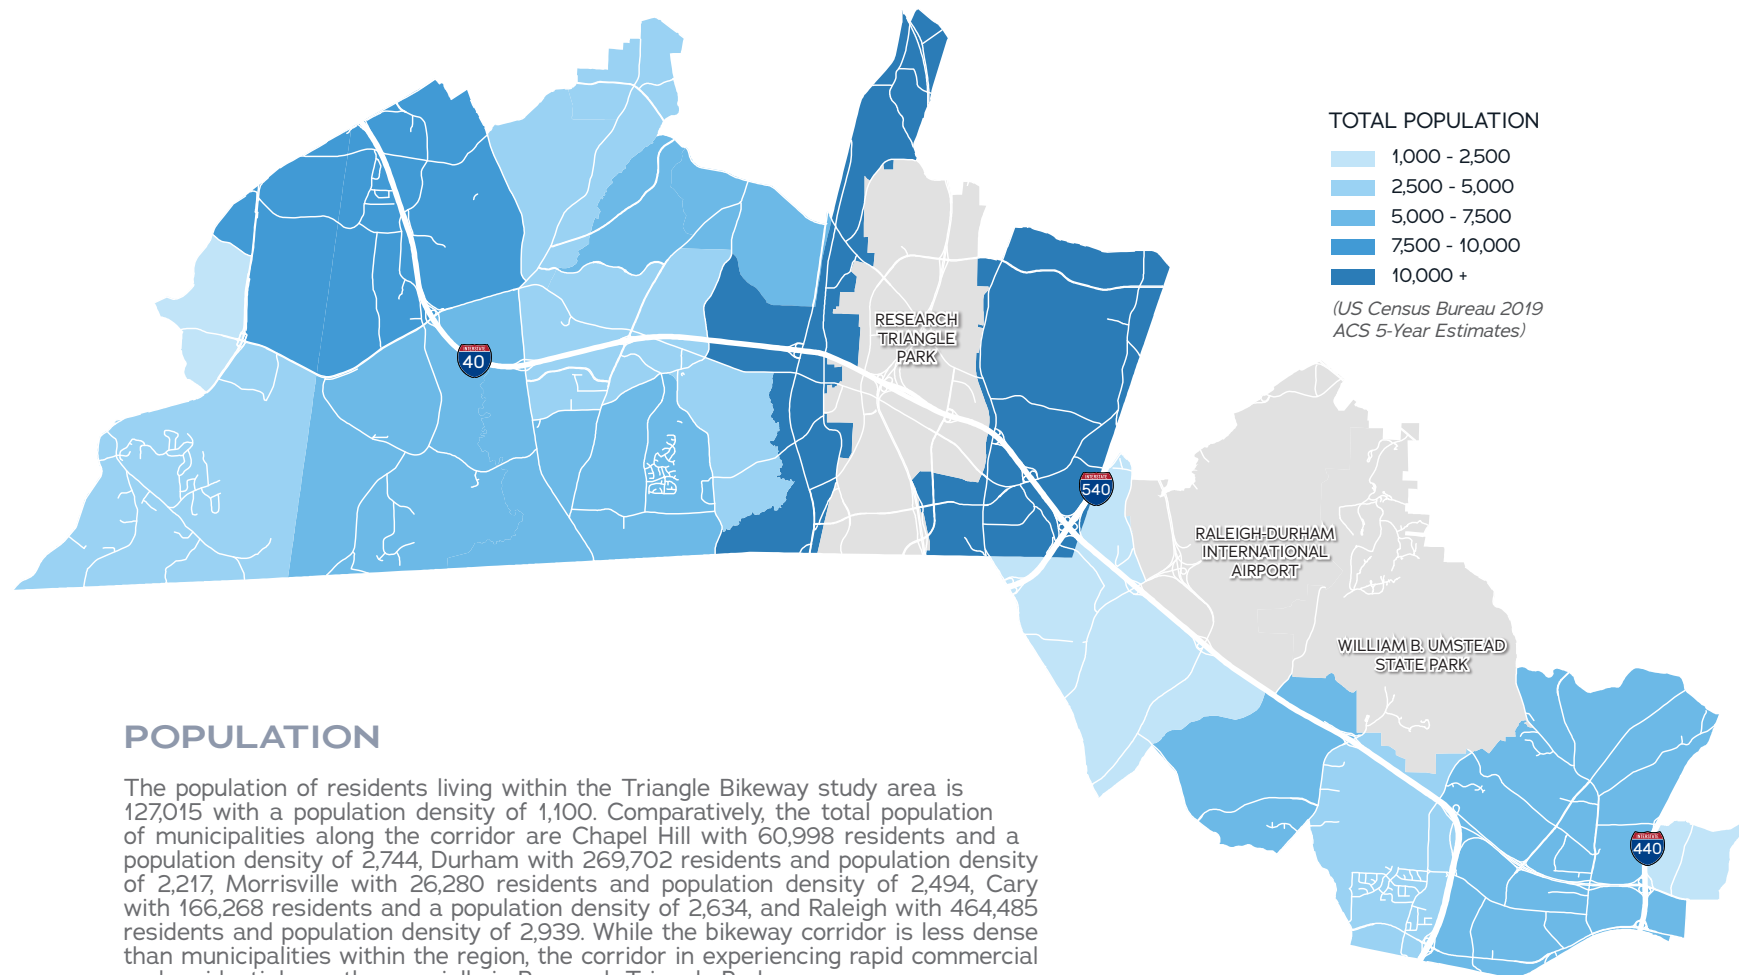 TOTAL POPULATION
1,000 - 2,500
2,500 - 5,000
5,000 - 7,500
7,500 - 10,000
10,000 +
(US Census Bureau 2019
ACS 5-Year Estimates)
RESEARCH
TRIANGLE
PARK
INTERSTATE
40
INTERSTATE
540
RALEIGH-DURHAM
INTERNATIONAL
AIRPORT
WILLIAM B. UMSTEAD
STATE PARK
INTERSTATE
440
POPULATION
The population of residents living within the Triangle Bikeway study area is
127,015 with a population density of 1,100. Comparatively, the total population
of municipalities along the corridor are Chapel Hill with 60,998 residents and a
population density of 2,744, Durham with 269,702 residents and population density
of 2,217, Morrisville with 26,280 residents and population density of 2,494, Cary
with 166,268 residents and a population density of 2,634, and Raleigh with 464,485
residents and population density of 2,939. While the bikeway corridor is less dense
than municipalities within the region, the corridor in experiencing rapid commercial